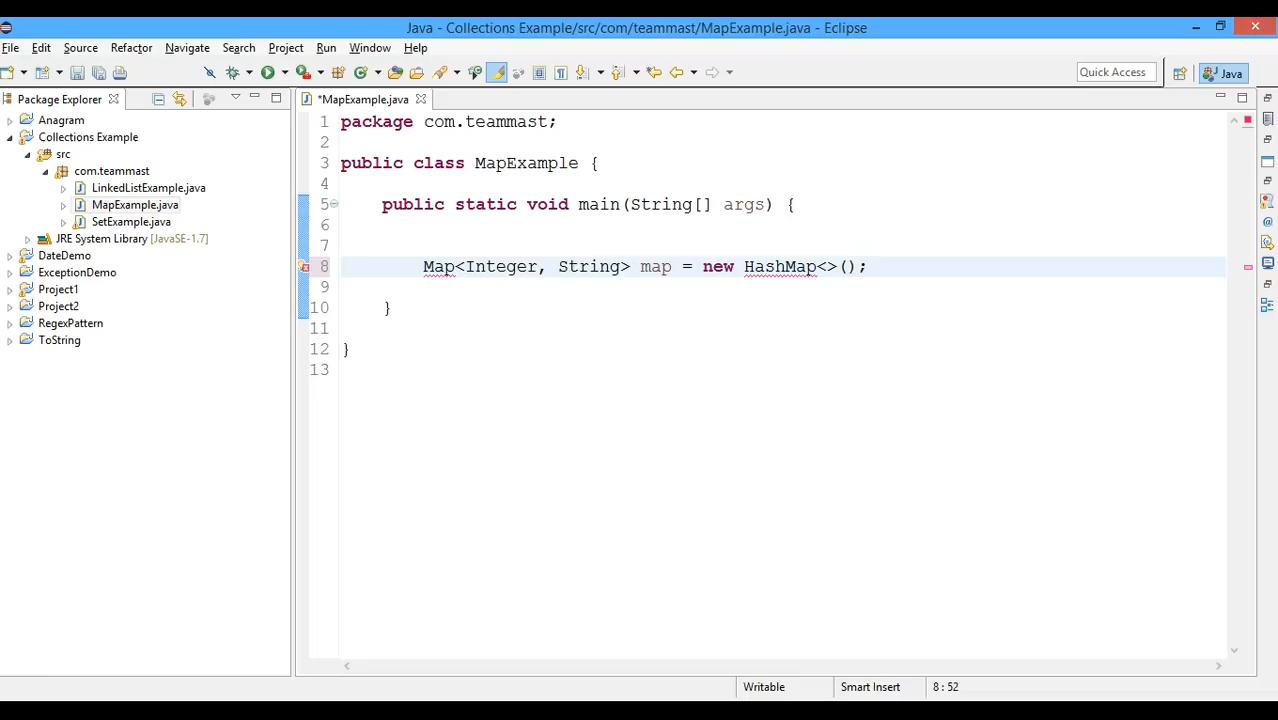 Java - Collections Example/src/com/teammast/MapExample.java - Eclipse
File Edit Source Refactor Navigate Search Project Run Window Help
Quick Access
Java
Package Explorer
*MapExample.java
Anagram
Collections Example
src
com.teammast
LinkedListExample.java
MapExample.java
SetExample.java
JRE System Library [JavaSE-1.7]
DateDemo
ExceptionDemo
Project1
Project2
RegexPattern
ToString
1 package com.teammast;
2
3 public class MapExample {
4
5 public static void main(String[] args) {
6
7
8 Map<Integer, String> map = new HashMap<>();
9
10 }
11
12 }
13
Writable
Smart Insert
8 : 52